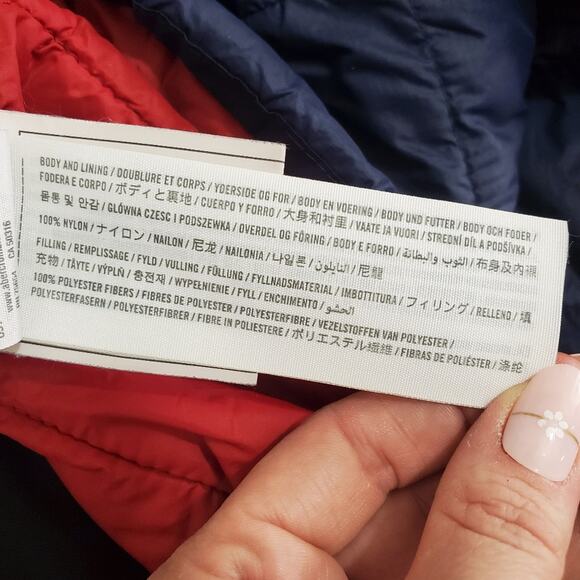 BODY AND LINING / DOUBLURE ET CORPS / YDERSIDE OG FOR / BODY EN VOERING / BODY UND FUTTER / BODY OCH FODER /
FODERA E CORPO / ボディと裏地 / CUERPO Y FORRO / 大身和衬里 / VAATE JA VUORI / STREDNÍ DÍL A PODŠÍVKA /
몸통 및 안감 / GŁÓWNA CZESC I PODSZEWKA / OVERDEL OG FÔRING / BODY E FORRO / الثوب والبطانة / 布身及內襯
100% NYLON / ナイロン / NAILON / 尼龙 / NAILONIA / 나일론 / النايلون / 尼龍
FILLING / REMPLISSAGE / FYLD / VULLING / FÜLLUNG / FYLLNADSMATERIAL / IMBOTTITURA / フィリング / RELLENO / 填
充物 / TÄYTE / VÝPLŇ / 충전재 / WYPEŁNIENIE / FYLL / ENCHIMENTO / الحشو /
100% POLYESTER FIBERS / FIBRES DE POLYESTER / POLYESTERFIBRE / VEZELSTOFFEN VAN POLYESTER /
POLYESTERFASERN / POLYESTERFIBRER / FIBRE IN POLIESTERE / ポリエステル繊維 / FIBRAS DE POLIÉSTER / 涤纶
CA 50316